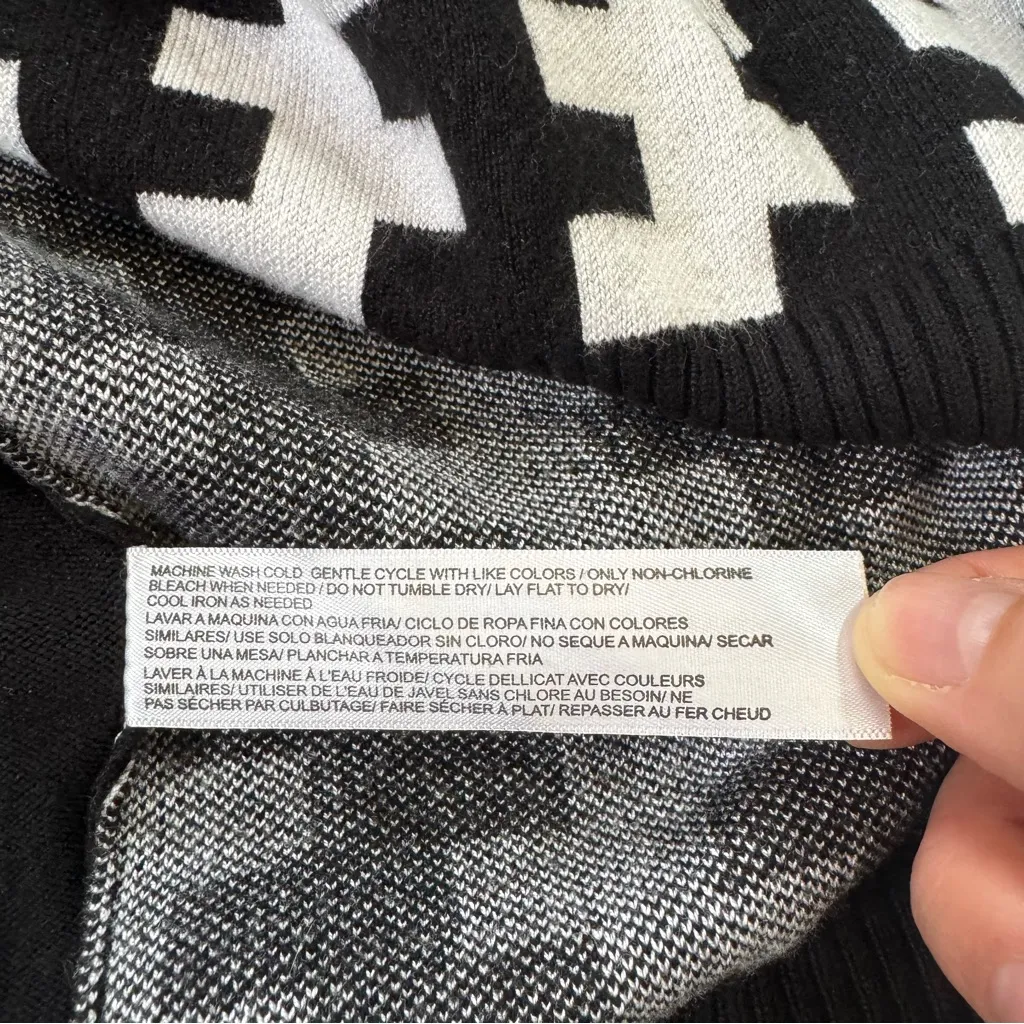 MACHINE WASH COLD GENTLE CYCLE WITH LIKE COLORS / ONLY NON-CHLORINE
BLEACH WHEN NEEDED/ DO NOT TUMBLE DRY/ LAY FLAT TO DRY/
COOL IRON AS NEEDED
LAVAR A MAQUINA CON AGUA FRIA/ CICLO DE ROPA FINA CON COLORES
SIMILARES/ USE SOLO BLANQUEADOR SIN CLORO/ NO SEQUE A MAQUINA/ SECAR
SOBRE UNA MESA/ PLANCHAR A TEMPERATURA FRIA
LAVER À LA MACHINE À L'EAU FROIDE/ CYCLE DELLICAT AVEC COULEURS
SIMILAIRES/ UTILISER DE L'EAU DE JAVEL SANS CHLORE AU BESOIN/ NE
PAS SÉCHER PAR CULBUTAGE/ FAIRE SÉCHER À PLAT/ REPASSER AU FER CHEUD